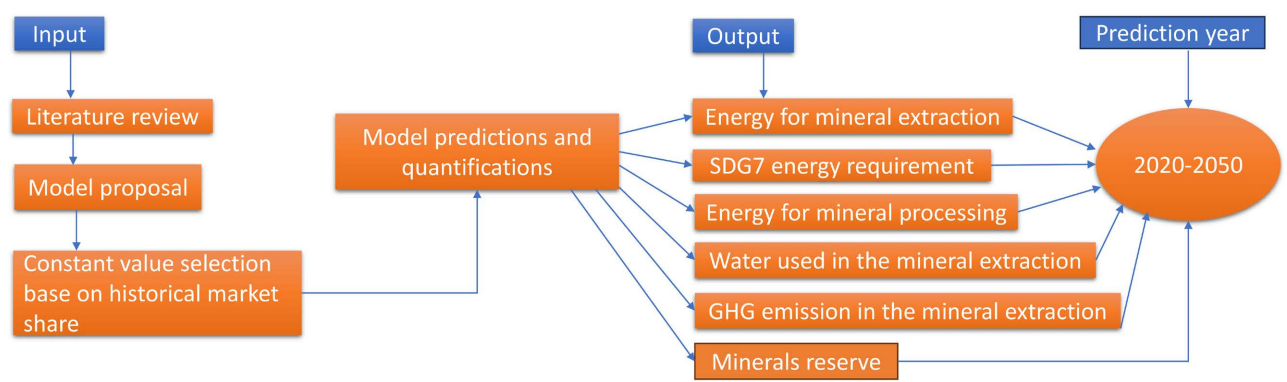 Input
Literature review
Model proposal
Constant value selection
base on historical market
share
Model predictions and
quantifications
Output
Energy for mineral extraction
SDG7 energy requirement
Energy for mineral processing
Water used in the mineral extraction
GHG emission in the mineral extraction
Minerals reserve
Prediction year
2020-2050